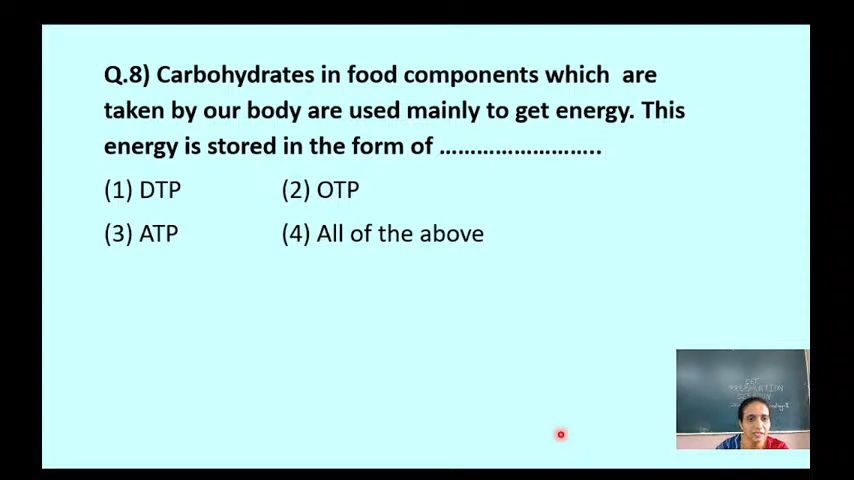 Q.8) Carbohydrates in food components which are
taken by our body are used mainly to get energy. This
energy is stored in the form of ……………………..
(1) DTP (2) OTP
(3) ATP (4) All of the above